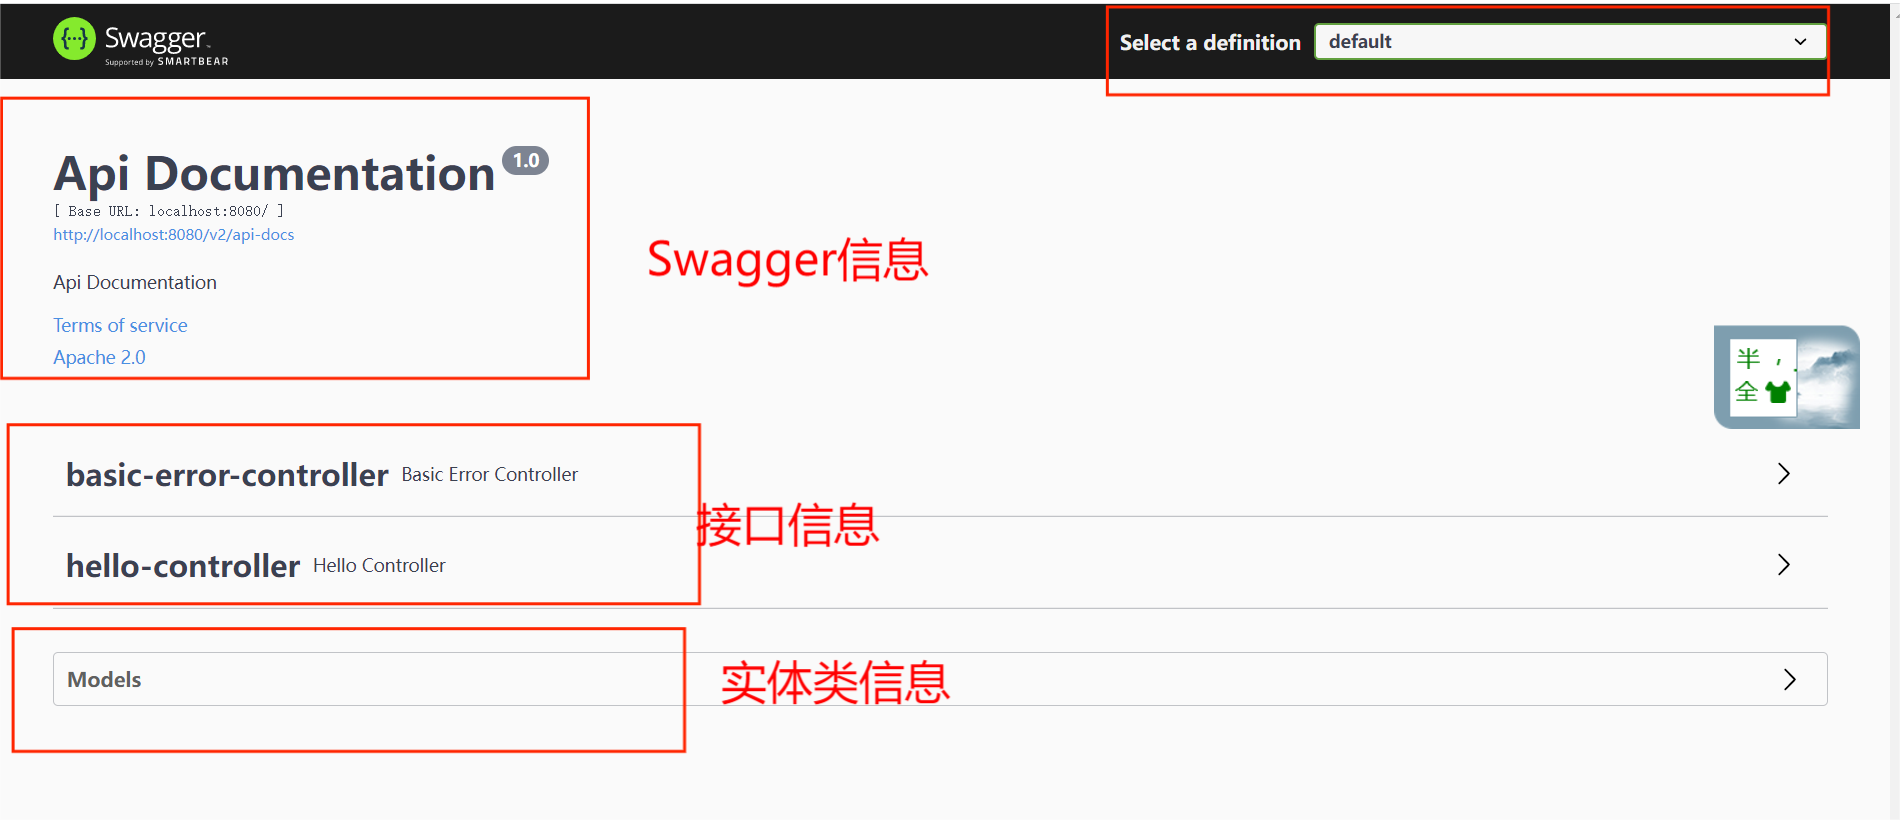 Swagger
Supported by SMARTBEAR
Select a definition
default
Api Documentation 1.0
[ Base URL: localhost:8080/ ]
http://localhost:8080/v2/api-docs
Swagger信息
Api Documentation
Terms of service
Apache 2.0
半 ，
全
basic-error-controller Basic Error Controller
接口信息
hello-controller Hello Controller
Models
实体类信息